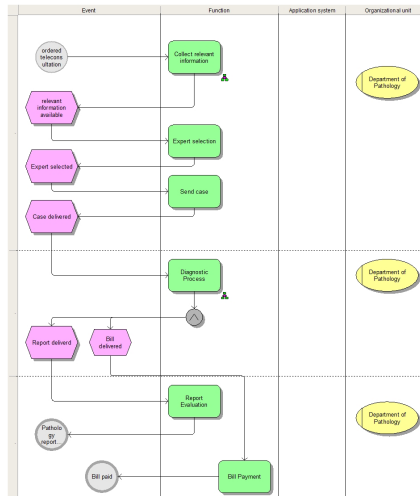 Event
Function
Application system
Organizational unit
ordered
telecons
ultation
Collect relevant
information
Department of
Pathology
relevant
information
available
Expert selection
Expert selected
Send case
Case delivered
Diagnostic
Process
Department of
Pathology
Report deliverd
Bill
delivered
Report
Evaluation
Department of
Pathology
Patholo
gy
report...
Bill paid
Bill Payment